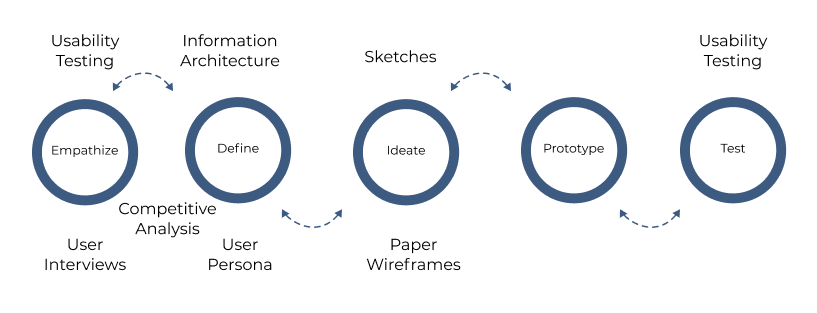 Usability
Testing
Information
Architecture
Sketches
Usability
Testing
Empathize
Define
Ideate
Prototype
Test
Competitive
Analysis
User
Interviews
User
Persona
Paper
Wireframes